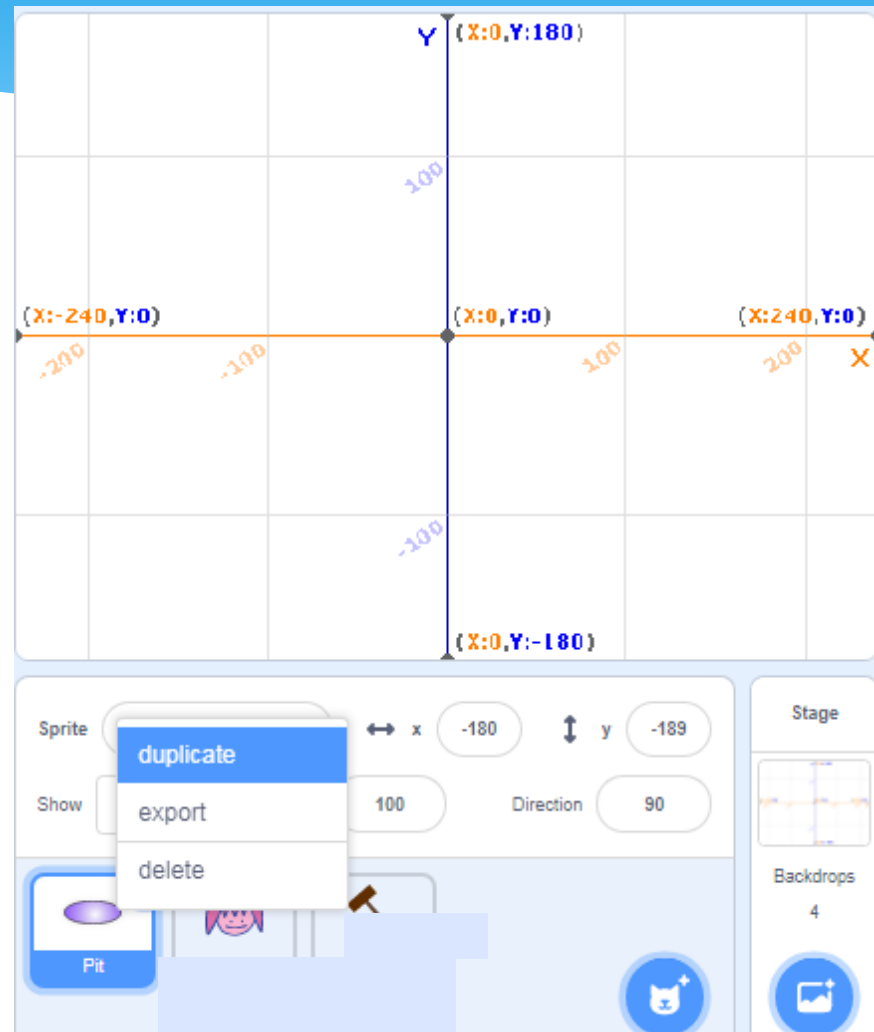 Y (X:0,Y:180)
100
(X:-240,Y:0) (X:0,Y:0) (X:240,Y:0)
-200 -100 100 200 X
-100
(X:0,Y:-180)
Sprite x -180 y -189
Stage
duplicate
Show 100 Direction 90
export
delete
Backdrops
4
Pit